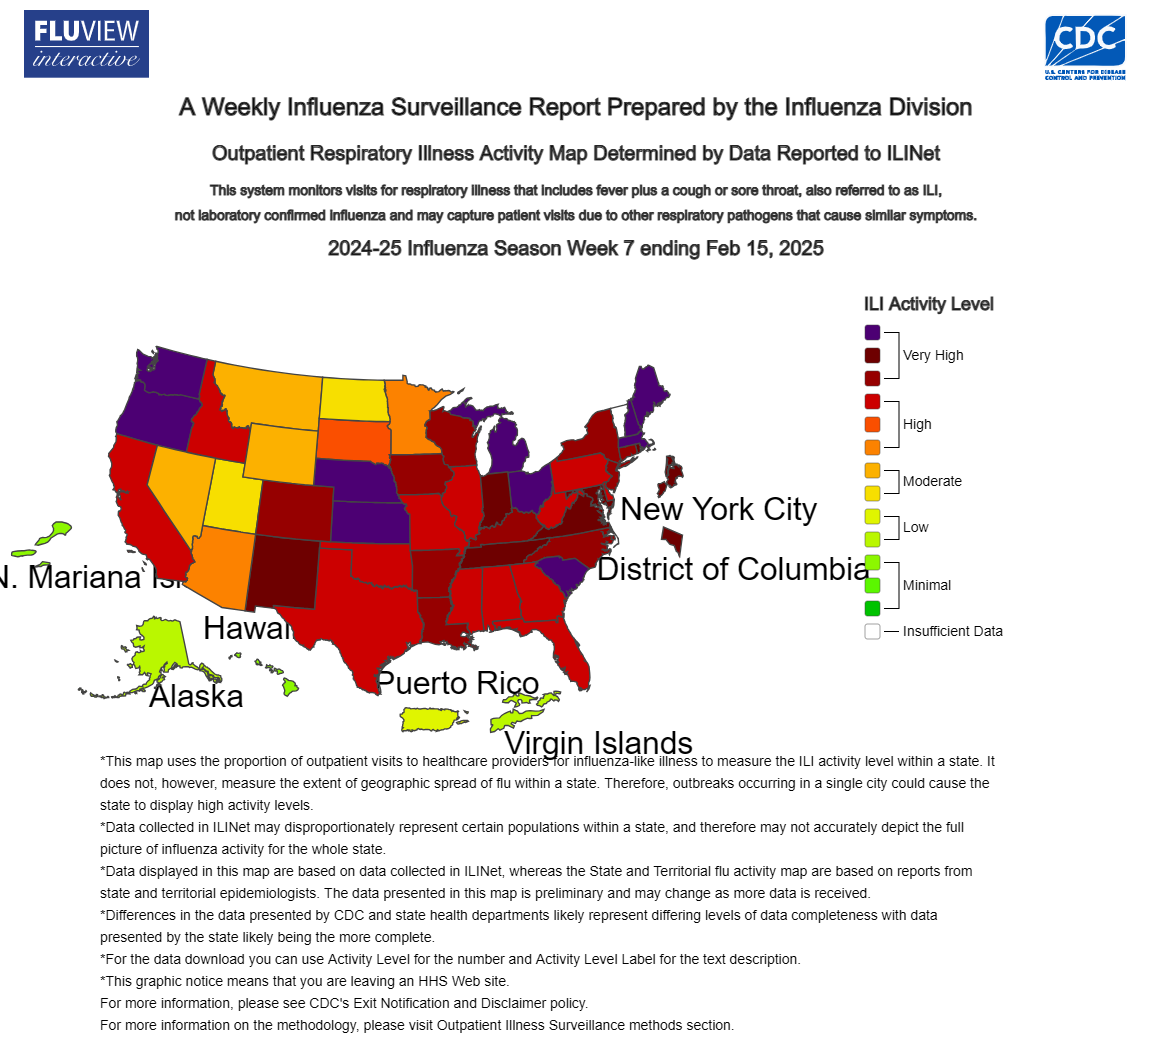 FLUVIEW
interactive
CDC
U.S. CENTERS FOR DISEASE
CONTROL AND PREVENTION
A Weekly Influenza Surveillance Report Prepared by the Influenza Division
Outpatient Respiratory Illness Activity Map Determined by Data Reported to ILINet
This system monitors visits for respiratory illness that includes fever plus a cough or sore throat, also referred to as ILI,
not laboratory confirmed influenza and may capture patient visits due to other respiratory pathogens that cause similar symptoms.
2024-25 Influenza Season Week 7 ending Feb 15, 2025
ILI Activity Level
Very High
High
Moderate
Low
Minimal
Insufficient Data
New York City
District of Columbia
N. Mariana Isl
Hawai
Alaska
Puerto Rico
Virgin Islands
*This map uses the proportion of outpatient visits to healthcare providers for influenza-like illness to measure the ILI activity level within a state. It
does not, however, measure the extent of geographic spread of flu within a state. Therefore, outbreaks occurring in a single city could cause the
state to display high activity levels.
*Data collected in ILINet may disproportionately represent certain populations within a state, and therefore may not accurately depict the full
picture of influenza activity for the whole state.
*Data displayed in this map are based on data collected in ILINet, whereas the State and Territorial flu activity map are based on reports from
state and territorial epidemiologists. The data presented in this map is preliminary and may change as more data is received.
*Differences in the data presented by CDC and state health departments likely represent differing levels of data completeness with data
presented by the state likely being the more complete.
*For the data download you can use Activity Level for the number and Activity Level Label for the text description.
*This graphic notice means that you are leaving an HHS Web site.
For more information, please see CDC's Exit Notification and Disclaimer policy.
For more information on the methodology, please visit Outpatient Illness Surveillance methods section.